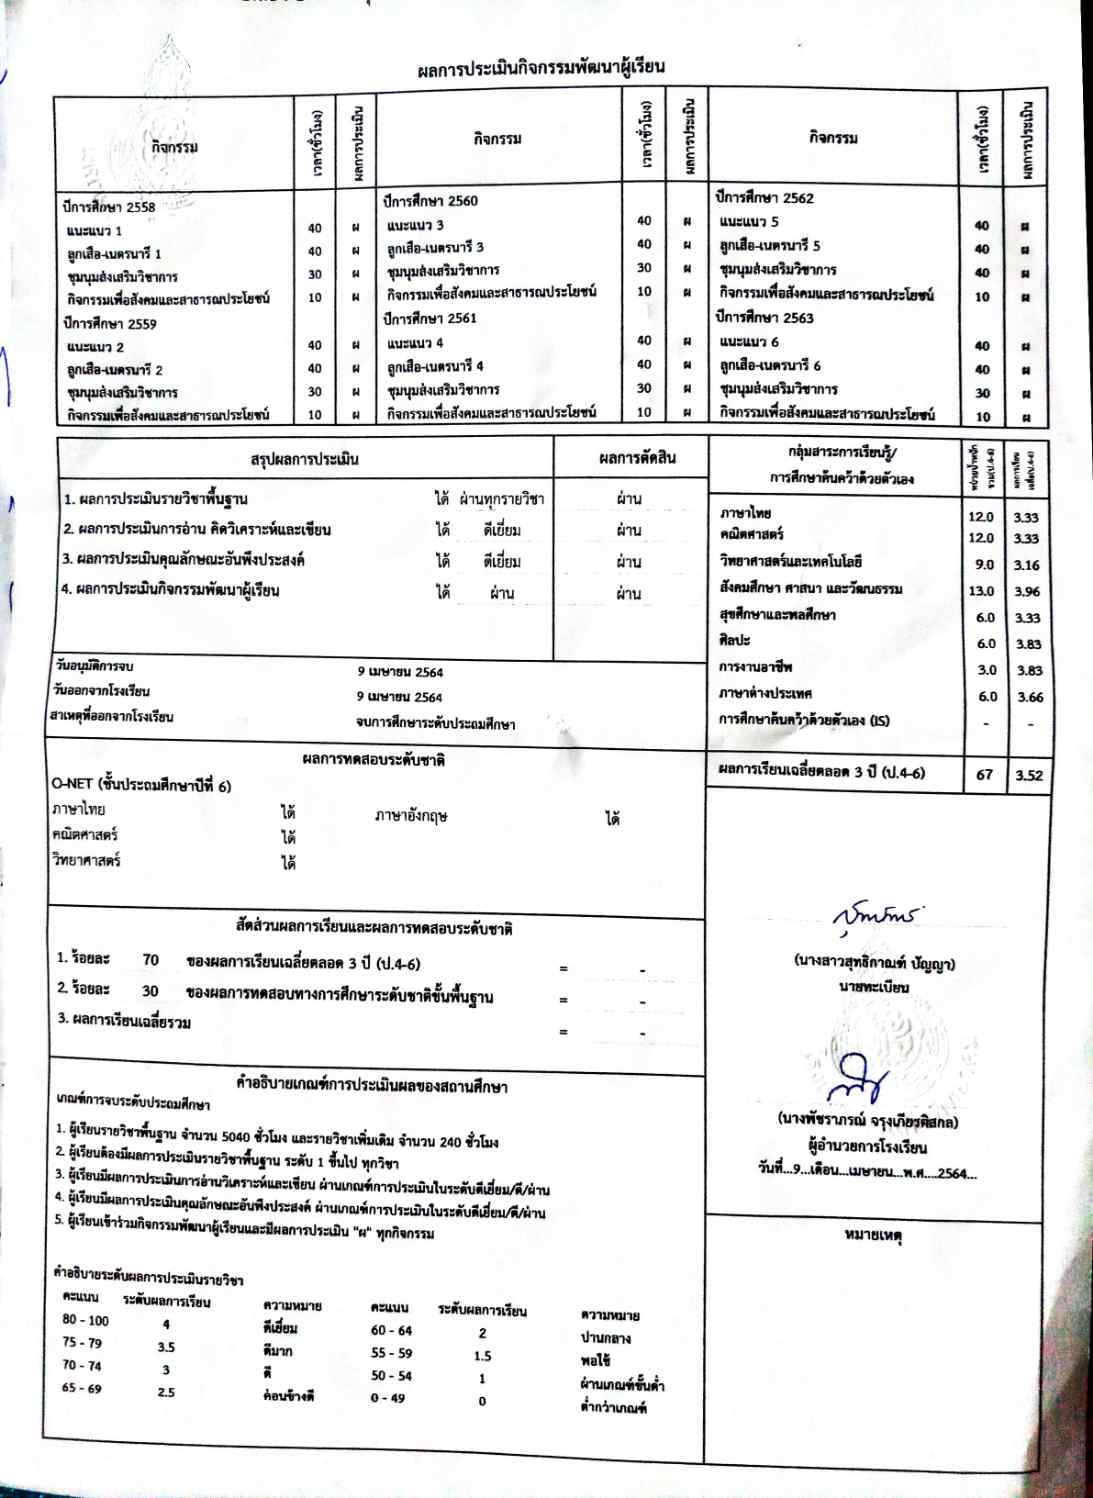 ผลการประเมินกิจกรรมพัฒนาผู้เรียน
กิจกรรม เวลา(ชั่วโมง) ผลการประเมิน กิจกรรม เวลา(ชั่วโมง) ผลการประเมิน กิจกรรม เวลา(ชั่วโมง) ผลการประเมิน
ปีการศึกษา 2558 ปีการศึกษา 2560 ปีการศึกษา 2562
แนะแนว 1 40 ผ แนะแนว 3 40 ผ แนะแนว 5 40 ผ
ลูกเสือ-เนตรนารี 1 40 ผ ลูกเสือ-เนตรนารี 3 40 ผ ลูกเสือ-เนตรนารี 5 40 ผ
ชุมนุมส่งเสริมวิชาการ 30 ผ ชุมนุมส่งเสริมวิชาการ 30 ผ ชุมนุมส่งเสริมวิชาการ 40 ผ
กิจกรรมเพื่อสังคมและสาธารณประโยชน์ 10 ผ กิจกรรมเพื่อสังคมและสาธารณประโยชน์ 10 ผ กิจกรรมเพื่อสังคมและสาธารณประโยชน์ 10 ผ
ปีการศึกษา 2559 ปีการศึกษา 2561 ปีการศึกษา 2563
แนะแนว 2 40 ผ แนะแนว 4 40 ผ แนะแนว 6 40 ผ
ลูกเสือ-เนตรนารี 2 40 ผ ลูกเสือ-เนตรนารี 4 40 ผ ลูกเสือ-เนตรนารี 6 40 ผ
ชุมนุมส่งเสริมวิชาการ 30 ผ ชุมนุมส่งเสริมวิชาการ 30 ผ ชุมนุมส่งเสริมวิชาการ 30 ผ
กิจกรรมเพื่อสังคมและสาธารณประโยชน์ 10 ผ กิจกรรมเพื่อสังคมและสาธารณประโยชน์ 10 ผ กิจกรรมเพื่อสังคมและสาธารณประโยชน์ 10 ผ
สรุปผลการประเมิน ผลการตัดสิน
1. ผลการประเมินรายวิชาพื้นฐาน ได้ ผ่านทุกรายวิชา ผ่าน
2. ผลการประเมินการอ่าน คิดวิเคราะห์และเขียน ได้ ดีเยี่ยม ผ่าน
3. ผลการประเมินคุณลักษณะอันพึงประสงค์ ได้ ดีเยี่ยม ผ่าน
4. ผลการประเมินกิจกรรมพัฒนาผู้เรียน ได้ ผ่าน ผ่าน
วันอนุมัติการจบ 9 เมษายน 2564
วันออกจากโรงเรียน 9 เมษายน 2564
สาเหตุที่ออกจากโรงเรียน จบการศึกษาระดับประถมศึกษา
กลุ่มสาระการเรียนรู้/
การศึกษาค้นคว้าด้วยตัวเอง
ภาษาไทย 12.0 3.33
คณิตศาสตร์ 12.0 3.33
วิทยาศาสตร์และเทคโนโลยี 9.0 3.16
สังคมศึกษา ศาสนา และวัฒนธรรม 13.0 3.96
สุขศึกษาและพลศึกษา 6.0 3.33
ศิลปะ 6.0 3.83
การงานอาชีพ 3.0 3.83
ภาษาต่างประเทศ 6.0 3.66
การศึกษาค้นคว้าด้วยตัวเอง (IS) - -
ผลการเรียนเฉลี่ยตลอด 3 ปี (ป.4-6) 67 3.52
ผลการทดสอบระดับชาติ
O-NET (ชั้นประถมศึกษาปีที่ 6)
ภาษาไทย ได้ ภาษาอังกฤษ ได้
คณิตศาสตร์ ได้
วิทยาศาสตร์ ได้
สัดส่วนผลการเรียนและผลการทดสอบระดับชาติ
1. ร้อยละ 70 ของผลการเรียนเฉลี่ยตลอด 3 ปี (ป.4-6) = -
2. ร้อยละ 30 ของผลการทดสอบทางการศึกษาระดับชาติขั้นพื้นฐาน = -
3. ผลการเรียนเฉลี่ยรวม = -
(นางสาวสุทธิกาณฑ์ ปัญญา)
นายทะเบียน
(นางพัชราภรณ์ จรุงเกียรติสกล)
ผู้อำนวยการโรงเรียน
วันที่...9...เดือน...เมษายน...พ.ศ....2564...
หมายเหตุ
คำอธิบายเกณฑ์การประเมินผลของสถานศึกษา
เกณฑ์การจบระดับประถมศึกษา
1. ผู้เรียนรายวิชาพื้นฐาน จำนวน 5040 ชั่วโมง และรายวิชาเพิ่มเติม จำนวน 240 ชั่วโมง
2. ผู้เรียนต้องมีผลการประเมินรายวิชาพื้นฐาน ระดับ 1 ขึ้นไป ทุกวิชา
3. ผู้เรียนมีผลการประเมินการอ่านวิเคราะห์และเขียน ผ่านเกณฑ์การประเมินในระดับดีเยี่ยม/ดี/ผ่าน
4. ผู้เรียนมีผลการประเมินคุณลักษณะอันพึงประสงค์ ผ่านเกณฑ์การประเมินในระดับดีเยี่ยม/ดี/ผ่าน
5. ผู้เรียนเข้าร่วมกิจกรรมพัฒนาผู้เรียนและมีผลการประเมิน "ผ" ทุกกิจกรรม
คำอธิบายระดับผลการประเมินรายวิชา
คะแนน ระดับผลการเรียน ความหมาย คะแนน ระดับผลการเรียน ความหมาย
80 - 100 4 ดีเยี่ยม 60 - 64 2 ปานกลาง
75 - 79 3.5 ดีมาก 55 - 59 1.5 พอใช้
70 - 74 3 ดี 50 - 54 1 ผ่านเกณฑ์ขั้นต่ำ
65 - 69 2.5 ค่อนข้างดี 0 - 49 0 ต่ำกว่าเกณฑ์